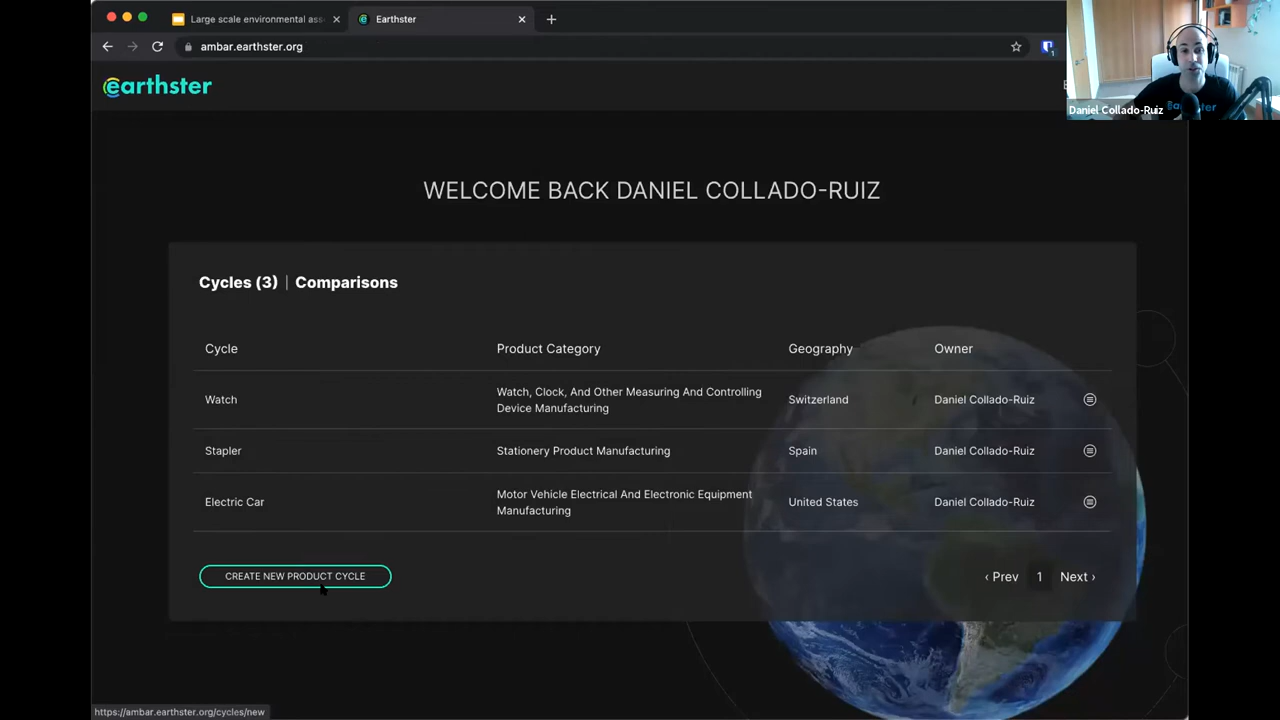 Large scale environmental ass
Earthster
ambar.earthster.org
earthster
Daniel Collado-Ruiz
WELCOME BACK DANIEL COLLADO-RUIZ
Cycles (3) | Comparisons
Cycle Product Category Geography Owner
Watch
Watch, Clock, And Other Measuring And Controlling
Device Manufacturing
Switzerland
Daniel Collado-Ruiz
Stapler
Stationery Product Manufacturing
Spain
Daniel Collado-Ruiz
Electric Car
Motor Vehicle Electrical And Electronic Equipment
Manufacturing
United States
Daniel Collado-Ruiz
CREATE NEW PRODUCT CYCLE
‹ Prev 1 Next ›
https://ambar.earthster.org/cycles/new